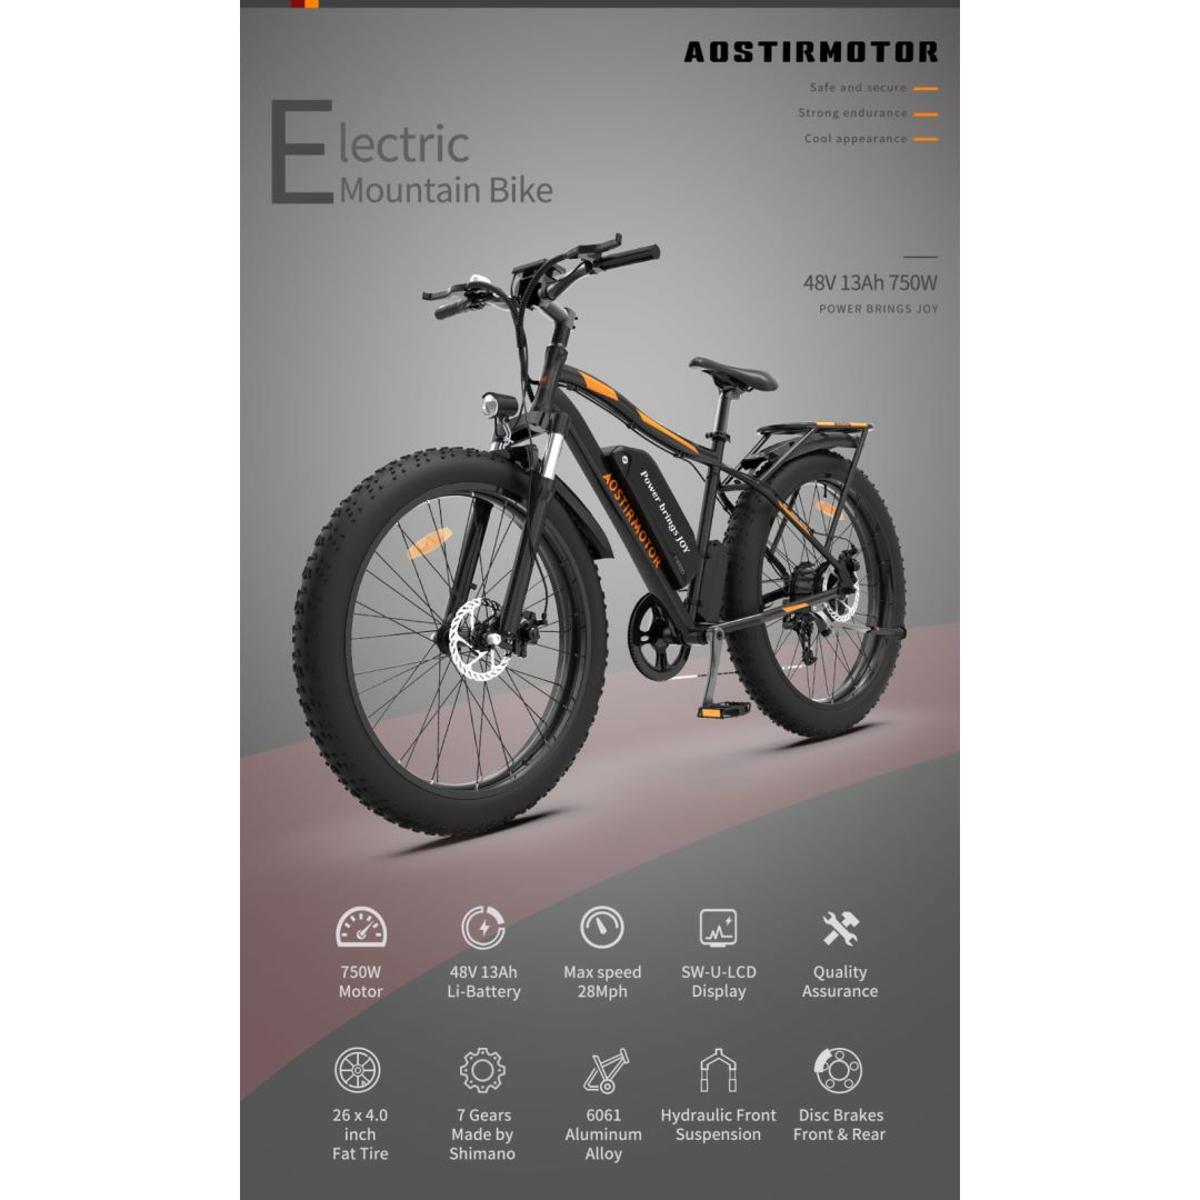 AOSTIRMOTOR
Safe and secure
Strong endurance
Cool appearance
Electric
Mountain Bike
48V 13Ah 750W
POWER BRINGS JOY
Power brings JOY
AOSTIRMOTOR
750W
Motor
48V 13Ah
Li-Battery
Max speed
28Mph
SW-U-LCD
Display
Quality
Assurance
26 x 4.0
inch
Fat Tire
7 Gears
Made by
Shimano
6061
Aluminum
Alloy
Hydraulic Front
Suspension
Disc Brakes
Front & Rear